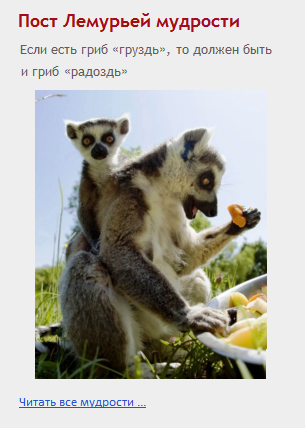 Пост Лемурьей мудрости
Если есть гриб «груздь», то должен быть
и гриб «радоздь»
Читать все мудрости ...